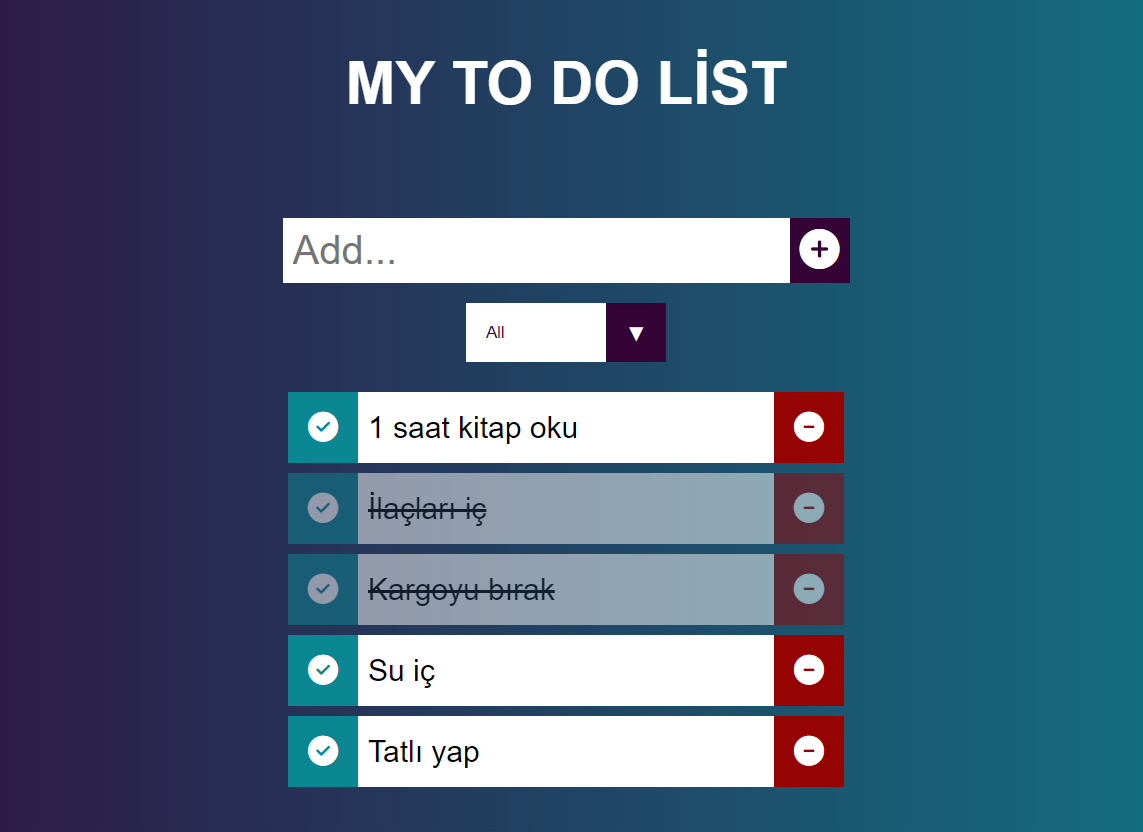 MY TO DO LİST
Add...
All
1 saat kitap oku
İlaçları iç
Kargoyu bırak
Su iç
Tatlı yap